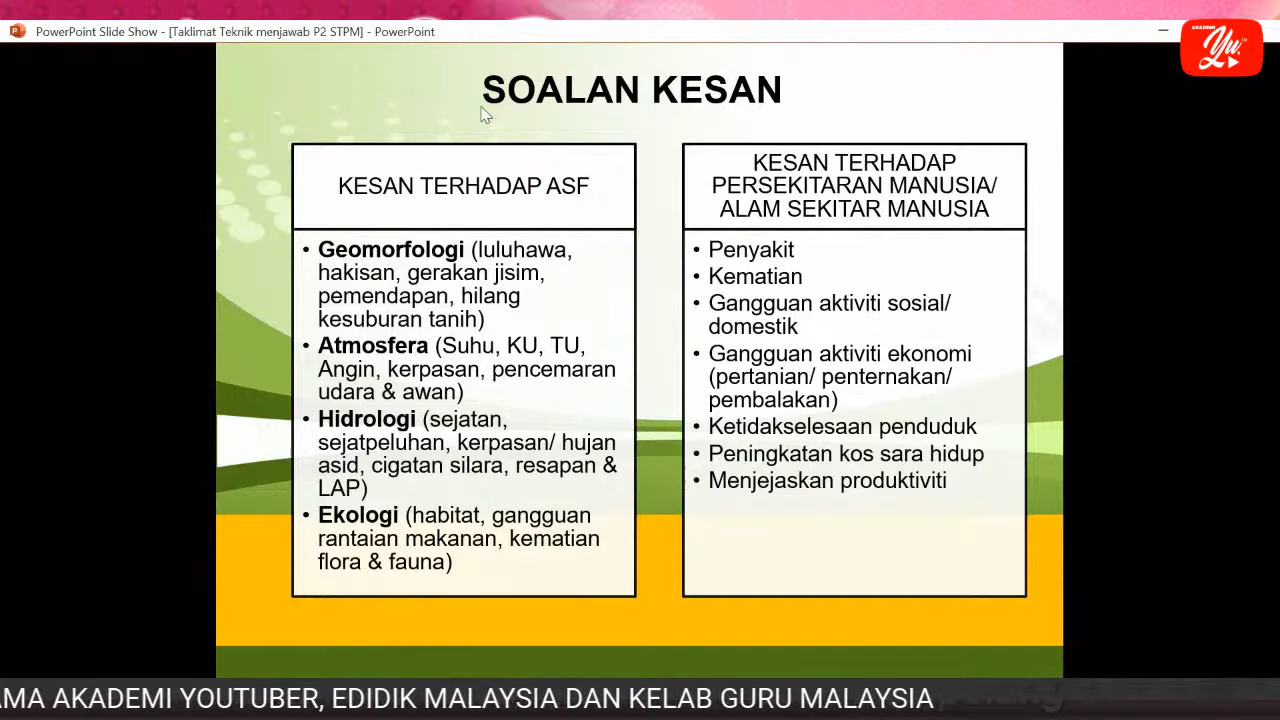 PowerPoint Slide Show - [Taklimat Teknik menjawab P2 STPM] - PowerPoint
AKADEMI
Yu.
SOALAN KESAN
KESAN TERHADAP ASF
• Geomorfologi (luluhawa,
hakisan, gerakan jisim,
pemendapan, hilang
kesuburan tanih)
• Atmosfera (Suhu, KU, TU,
Angin, kerpasan, pencemaran
udara & awan)
• Hidrologi (sejatan,
sejatpeluhan, kerpasan/ hujan
asid, cigatan silara, resapan &
LAP)
• Ekologi (habitat, gangguan
rantaian makanan, kematian
flora & fauna)
KESAN TERHADAP
PERSEKITARAN MANUSIA/
ALAM SEKITAR MANUSIA
• Penyakit
• Kematian
• Gangguan aktiviti sosial/
domestik
• Gangguan aktiviti ekonomi
(pertanian/ penternakan/
pembalakan)
• Ketidakselesaan penduduk
• Peningkatan kos sara hidup
• Menjejaskan produktiviti
AMA AKADEMI YOUTUBER, EDIDIK MALAYSIA DAN KELAB GURU MALAYSIA